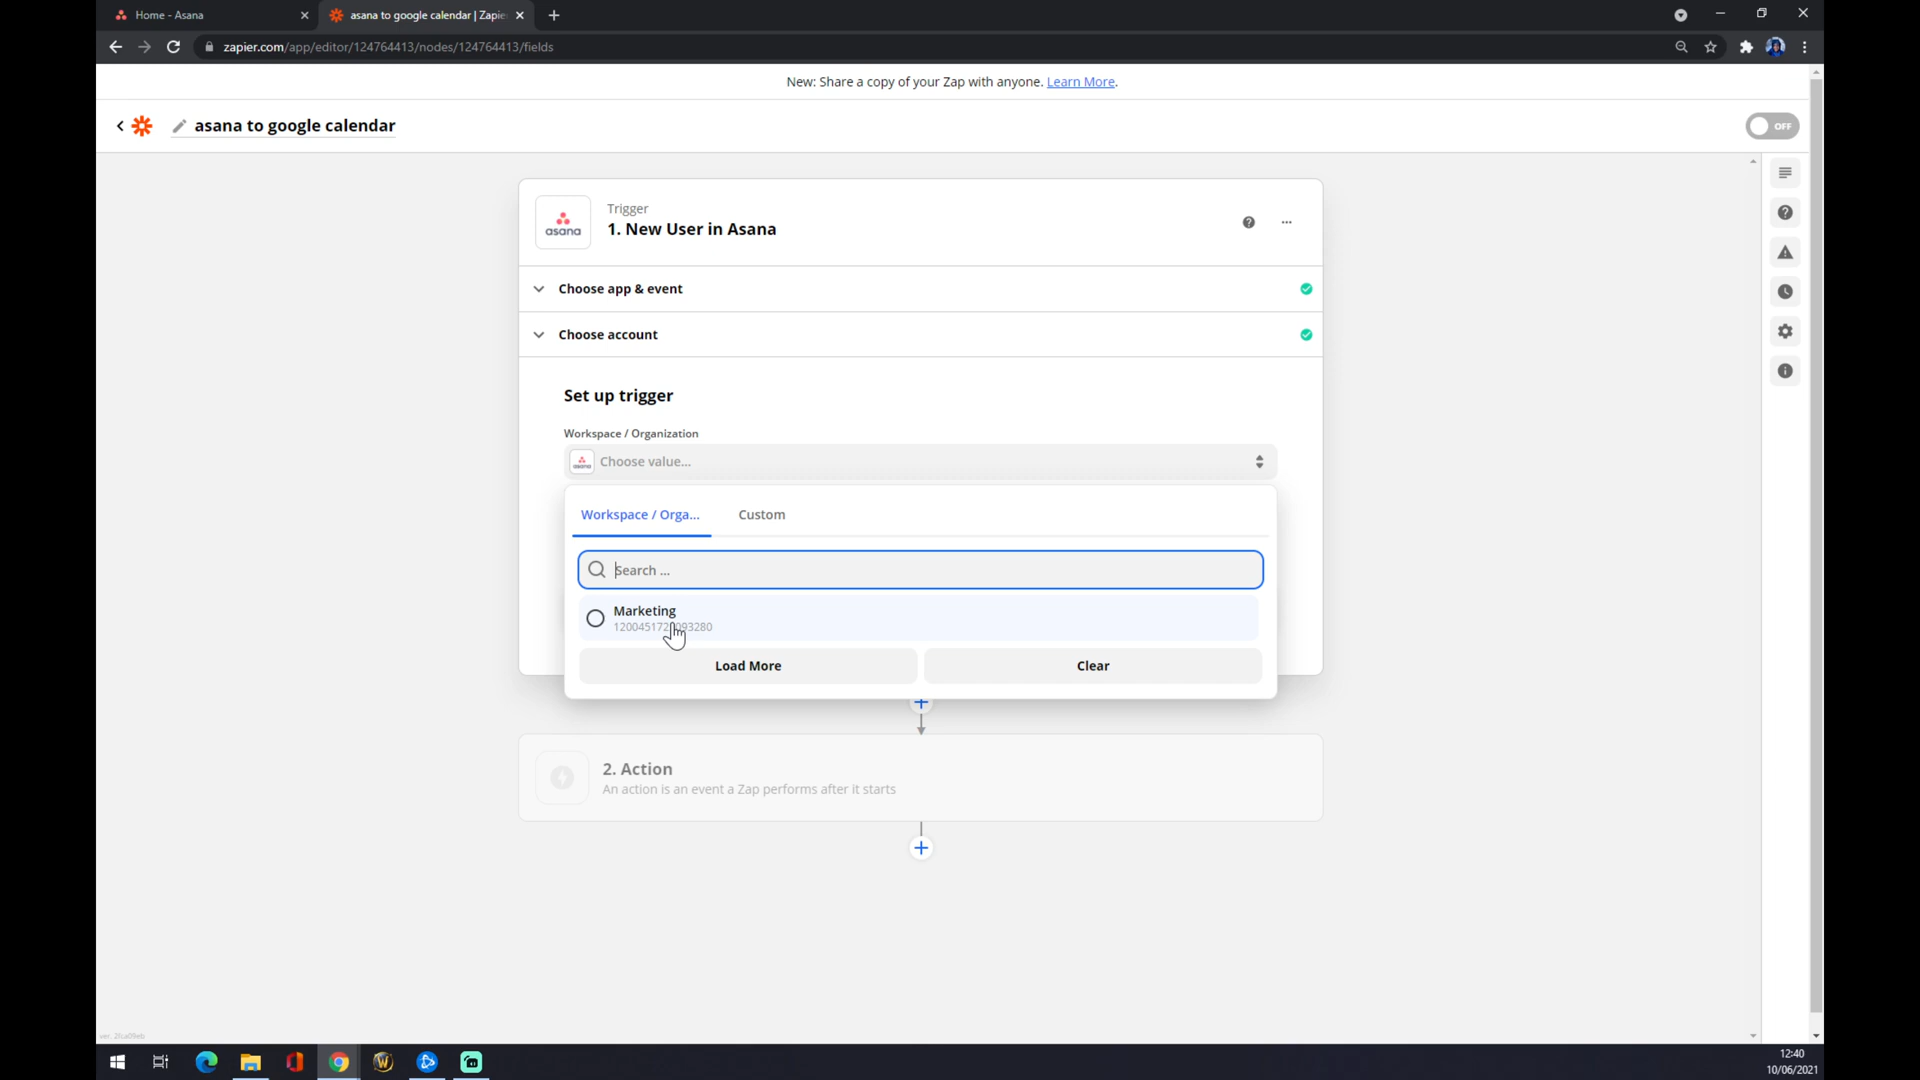 Home - Asana
asana to google calendar | Zapie
zapier.com/app/editor/124764413/nodes/124764413/fields
New: Share a copy of your Zap with anyone. Learn More.
asana to google calendar
OFF
asana
Trigger
1. New User in Asana
Choose app & event
Choose account
Set up trigger
Workspace / Organization
asana
Choose value...
Workspace / Orga...
Custom
Search ...
Marketing
Load More
Clear
2. Action
An action is an event a Zap performs after it starts
12:40
10/06/2021